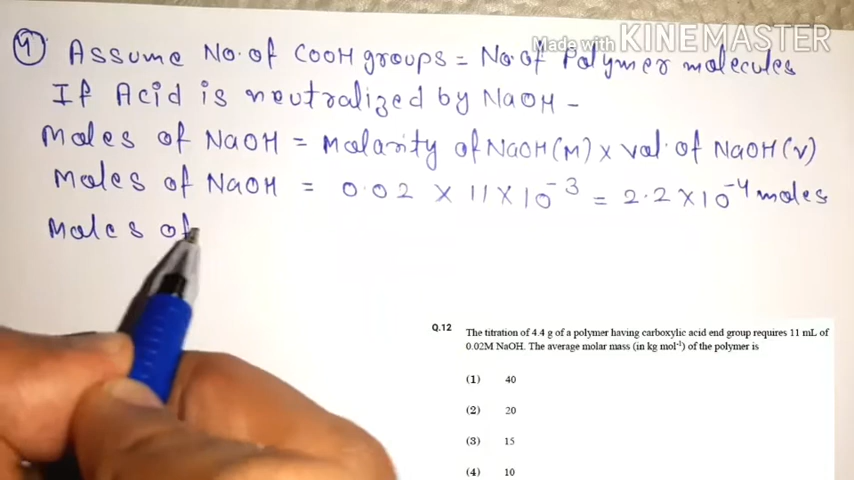 Made with KINEMASTER
(4) Assume No. of COOH groups = No. of Polymer molecules
If Acid is neutralized by NaOH -
Moles of NaOH = Molarity of NaOH (M) x Vol. of NaOH (V)
Moles of NaOH = 0.02 x 11 x 10⁻³ = 2.2 x 10⁻⁴ moles
Moles of
Q.12 The titration of 4.4 g of a polymer having carboxylic acid end group requires 11 mL of
0.02M NaOH. The average molar mass (in kg mol⁻¹) of the polymer is
(1) 40
(2) 20
(3) 15
(4) 10